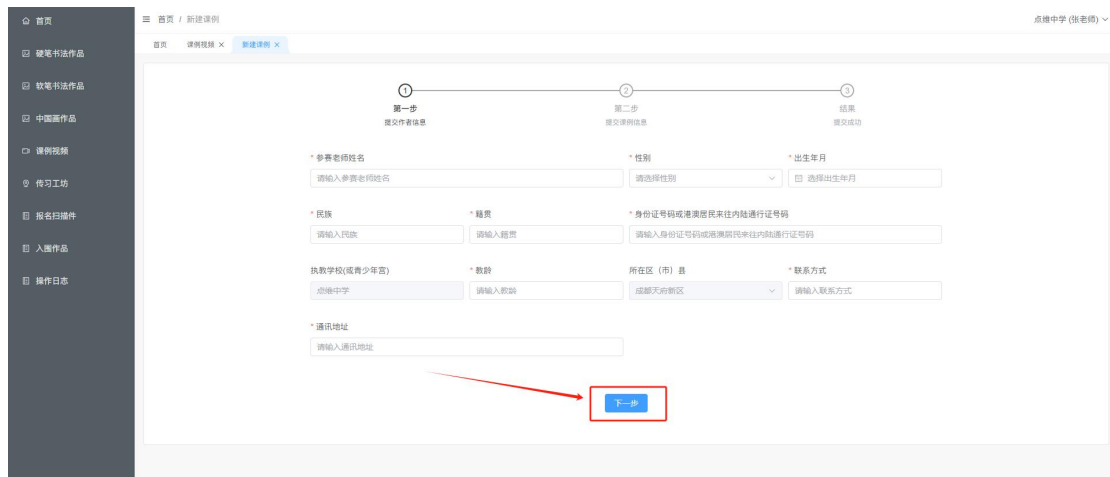 首页
硬笔书法作品
软笔书法作品
中国画作品
课例视频
传习工坊
报名扫描件
入围作品
操作日志
首页 / 新建课例
点维中学 (张老师)
首页 课例视频 × 新建课例 ×
1 2 3
第一步 第二步 结果
提交作者信息 提交课例信息 提交成功
* 参赛老师姓名 * 性别 * 出生年月
请输入参赛老师姓名 请选择性别 选择出生年月
* 民族 * 籍贯 * 身份证号码或港澳居民来往内陆通行证号码
请输入民族 请输入籍贯 请输入身份证号码或港澳居民来往内陆通行证号码
执教学校(或青少年宫) * 教龄 所在区（市）县 * 联系方式
点维中学 请输入教龄 成都天府新区 请输入联系方式
* 通讯地址
请输入通讯地址
下一步